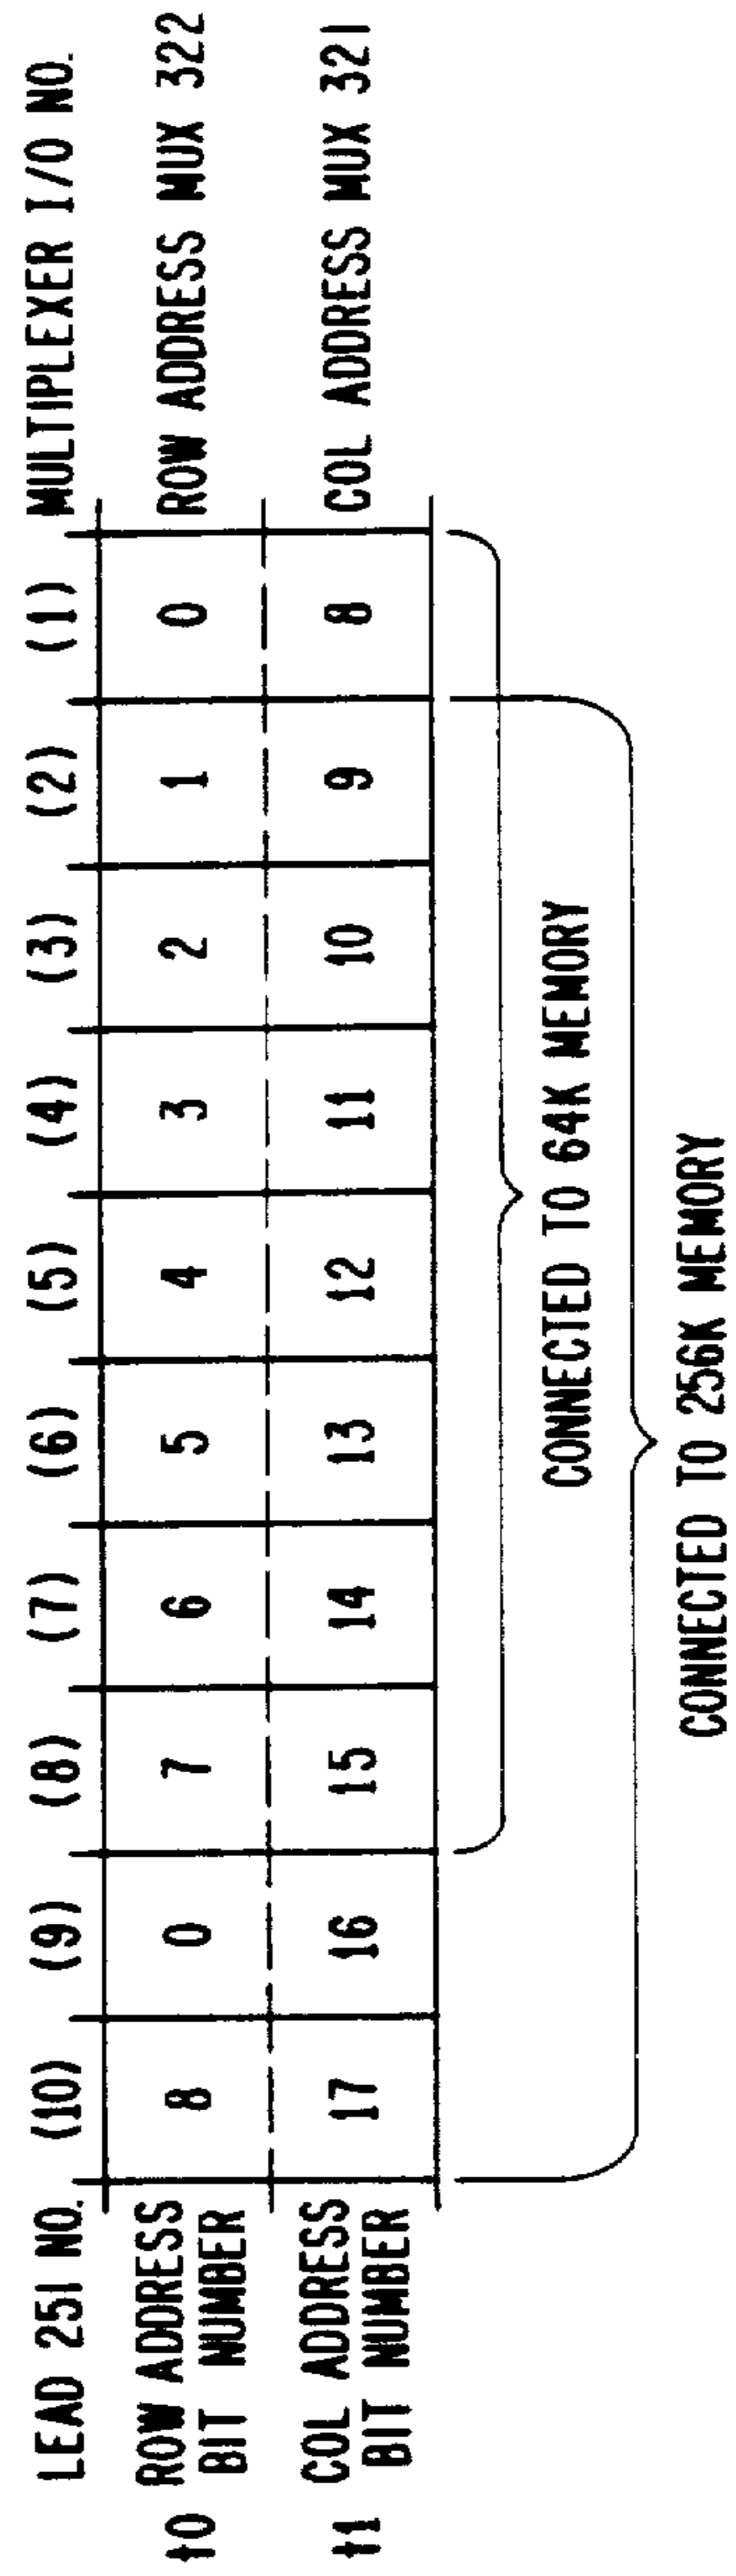 LEAD 251 NO. (10) (9) (8) (7) (6) (5) (4) (3) (2) (1) MULTIPLEXER I/O NO.
t0 ROW ADDRESS BIT NUMBER 8 0 7 6 5 4 3 2 1 0 ROW ADDRESS MUX 322
t1 COL ADDRESS BIT NUMBER 17 16 15 14 13 12 11 10 9 8 COL ADDRESS MUX 321
CONNECTED TO 64K MEMORY
CONNECTED TO 256K MEMORY